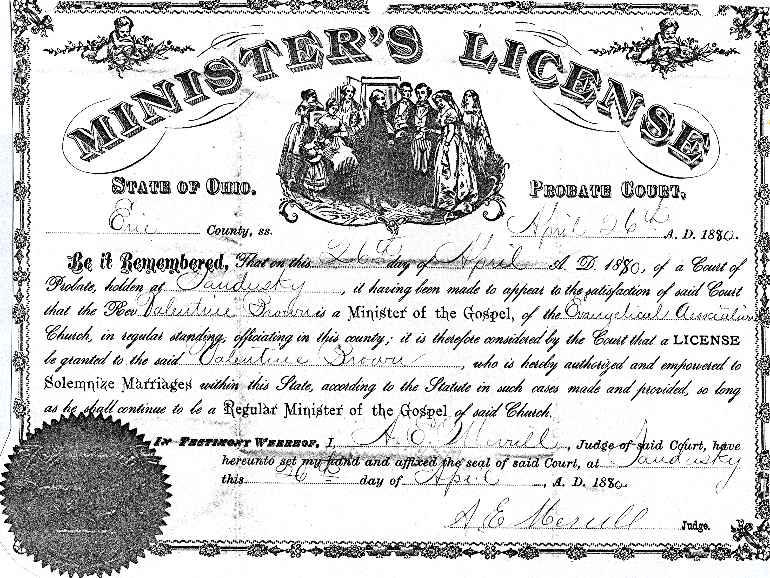 MINISTER'S LICENSE
STATE OF OHIO. PROBATE COURT,
Erie County, ss. April 26th A. D. 1880.
Be it Remembered, That on this 26th day of April A. D. 1880, of a Court of
Probate, holden at Sandusky, it having been made to appear to the satisfaction of said Court
that the Rev. Valentine Brown is a Minister of the Gospel, of the Evangelical Association
Church, in regular standing, officiating in this county; it is therefore considered by the Court that a LICENSE
be granted to the said Valentine Brown, who is hereby authorized and empowered to
Solemnize Marriages within this State, according to the Statute in such cases made and provided, so long
as he shall continue to be a Regular Minister of the Gospel of said Church.
IN TESTIMONY WHEREOF, I, A. E. Merrill, Judge of said Court, have
hereunto set my hand and affixed the seal of said Court, at Sandusky
this 26th day of April, A. D. 1880.
A E Merrill Judge.